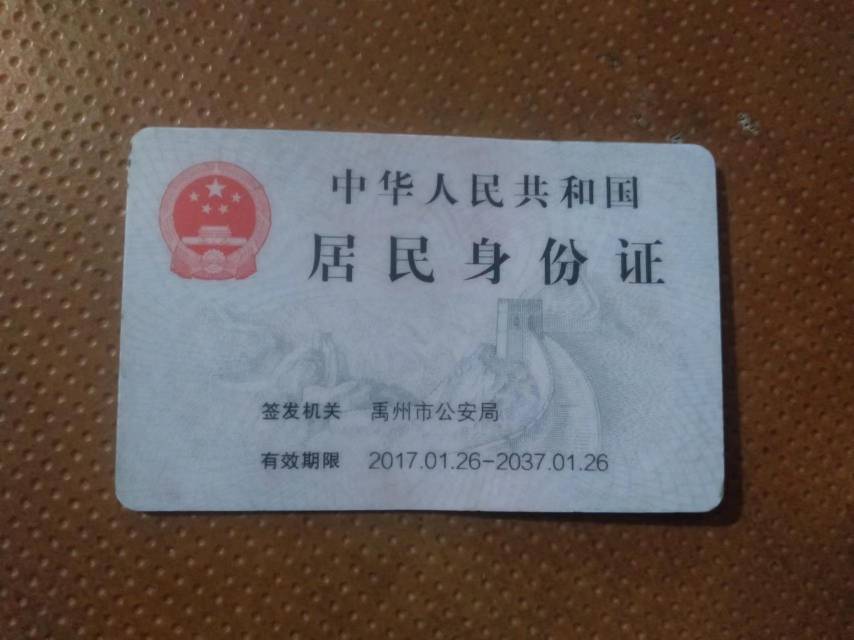 中华人民共和国
居民身份证
签发机关 禹州市公安局
有效期限 2017.01.26-2037.01.26